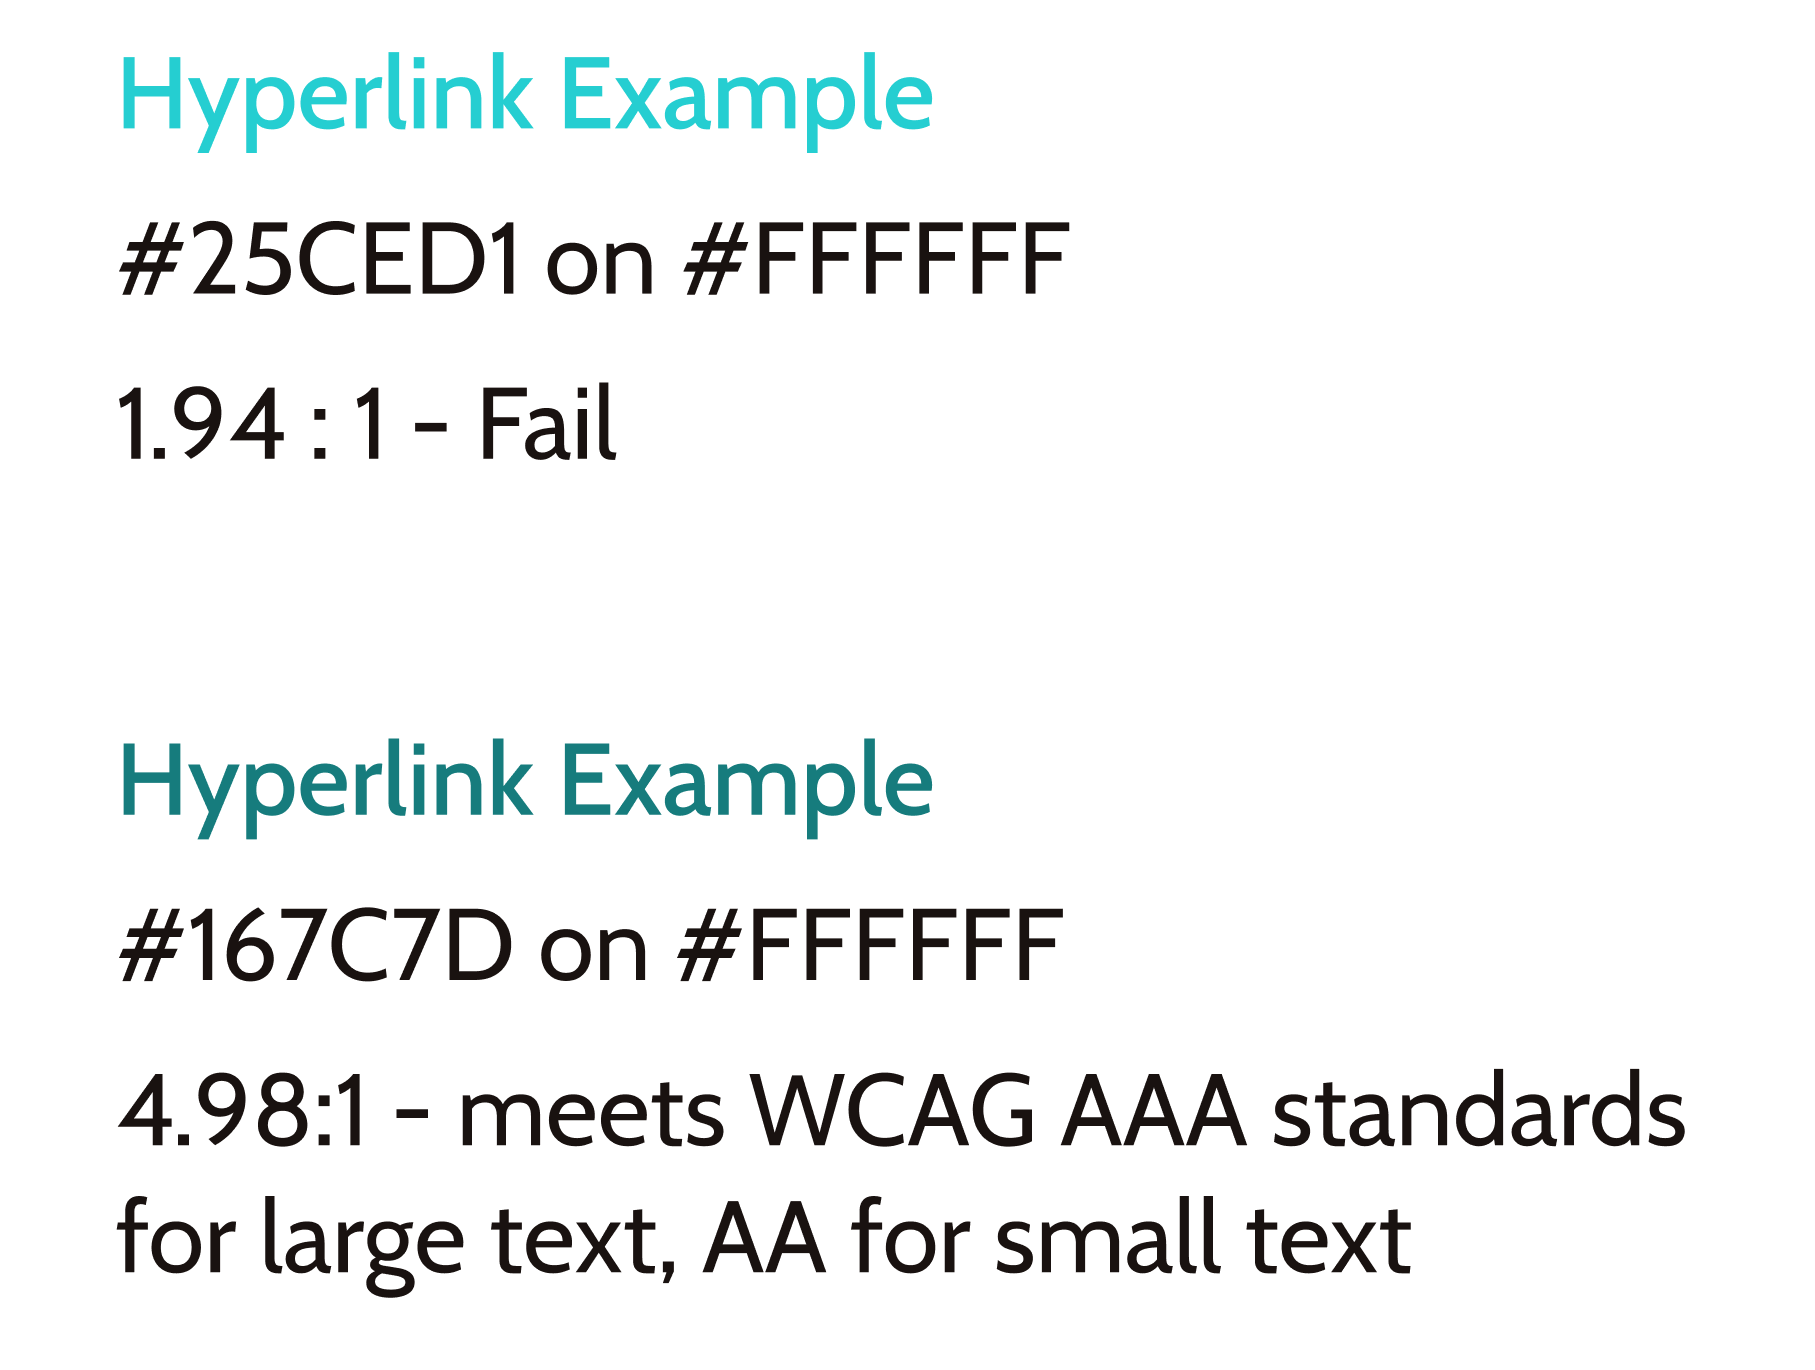 Hyperlink Example
#25CED1 on #FFFFFF
1.94 : 1 - Fail
Hyperlink Example
#167C7D on #FFFFFF
4.98:1 - meets WCAG AAA standards
for large text, AA for small text